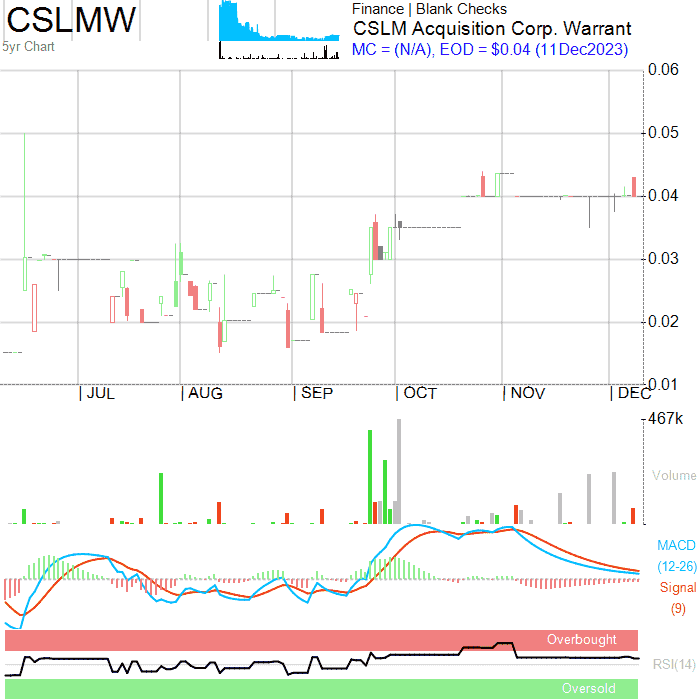 CSLMW
5yr Chart
Finance | Blank Checks
CSLM Acquisition Corp. Warrant
MC = (N/A), EOD = $0.04 (11Dec2023)
0.06
0.05
0.04
0.03
0.02
0.01
| JUL | AUG | SEP | OCT | NOV | DEC
467k
Volume
MACD
(12-26)
Signal
(9)
Overbought
RSI(14)
Oversold